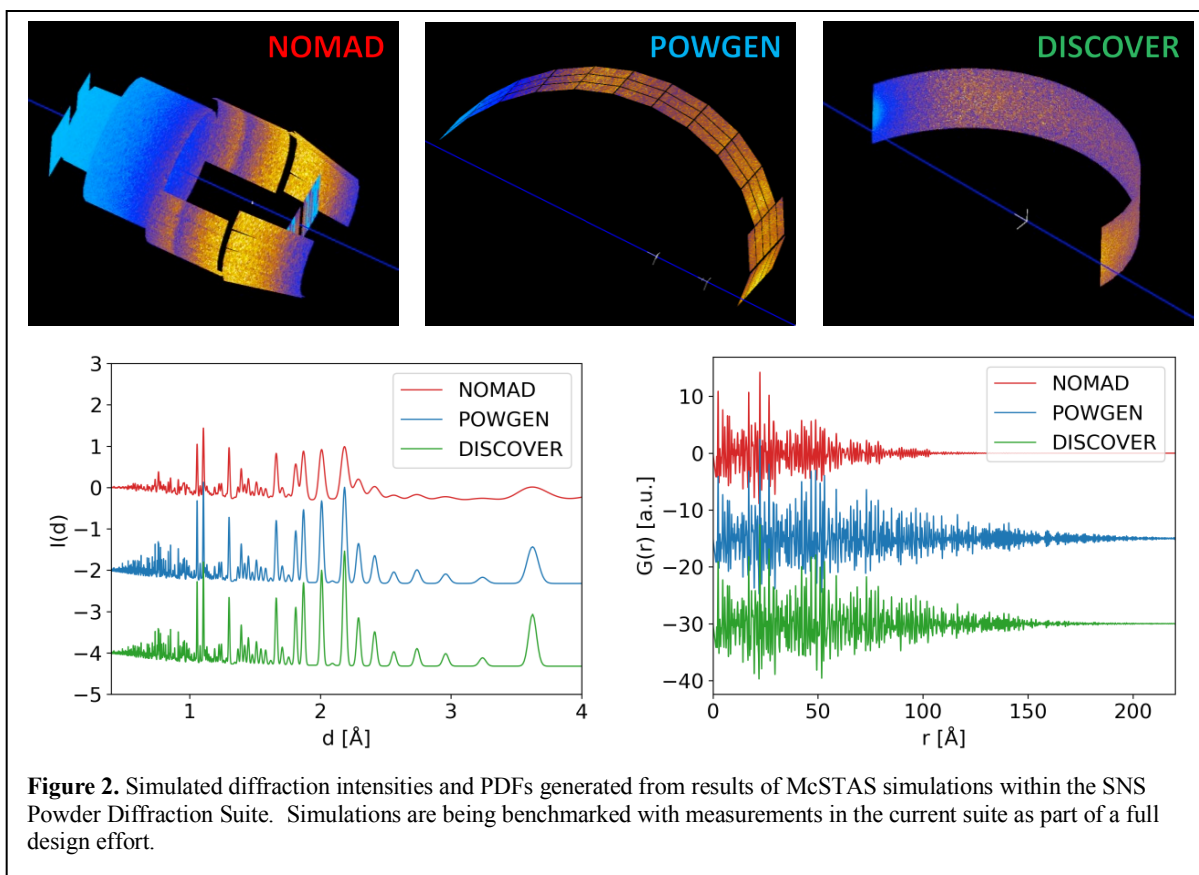 NOMAD
POWGEN
DISCOVER
3
2
1
0
−1
−2
−3
−4
−5
I(d)
NOMAD
POWGEN
DISCOVER
1
2
3
4
d [Å]
10
0
−10
−20
−30
−40
G(r) [a.u.]
NOMAD
POWGEN
DISCOVER
0
50
100
150
200
r [Å]
Figure 2. Simulated diffraction intensities and PDFs generated from results of McSTAS simulations within the SNS
Powder Diffraction Suite. Simulations are being benchmarked with measurements in the current suite as part of a full
design effort.